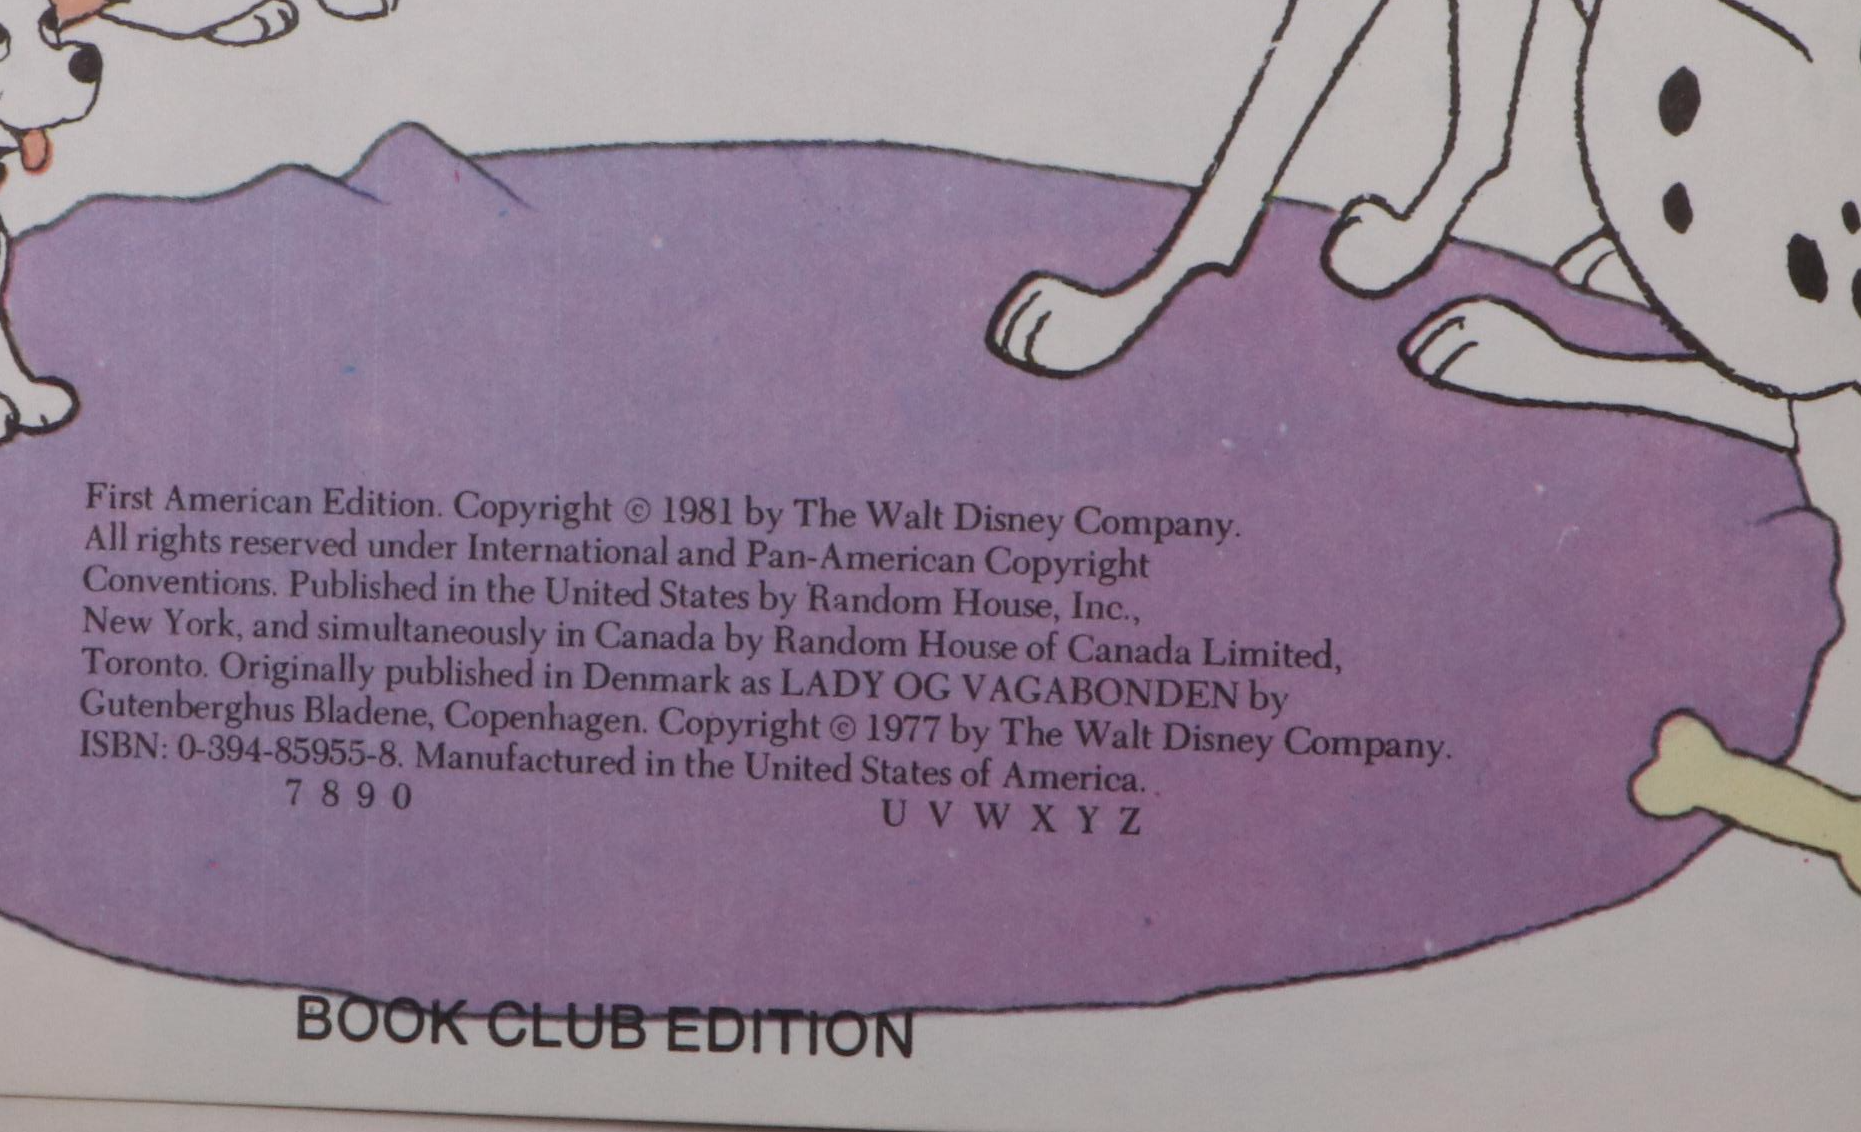 First American Edition. Copyright © 1981 by The Walt Disney Company.
All rights reserved under International and Pan-American Copyright
Conventions. Published in the United States by Random House, Inc.,
New York, and simultaneously in Canada by Random House of Canada Limited,
Toronto. Originally published in Denmark as LADY OG VAGABONDEN by
Gutenberghus Bladene, Copenhagen. Copyright © 1977 by The Walt Disney Company.
ISBN: 0-394-85955-8. Manufactured in the United States of America.
7 8 9 0 U V W X Y Z
BOOK CLUB EDITION